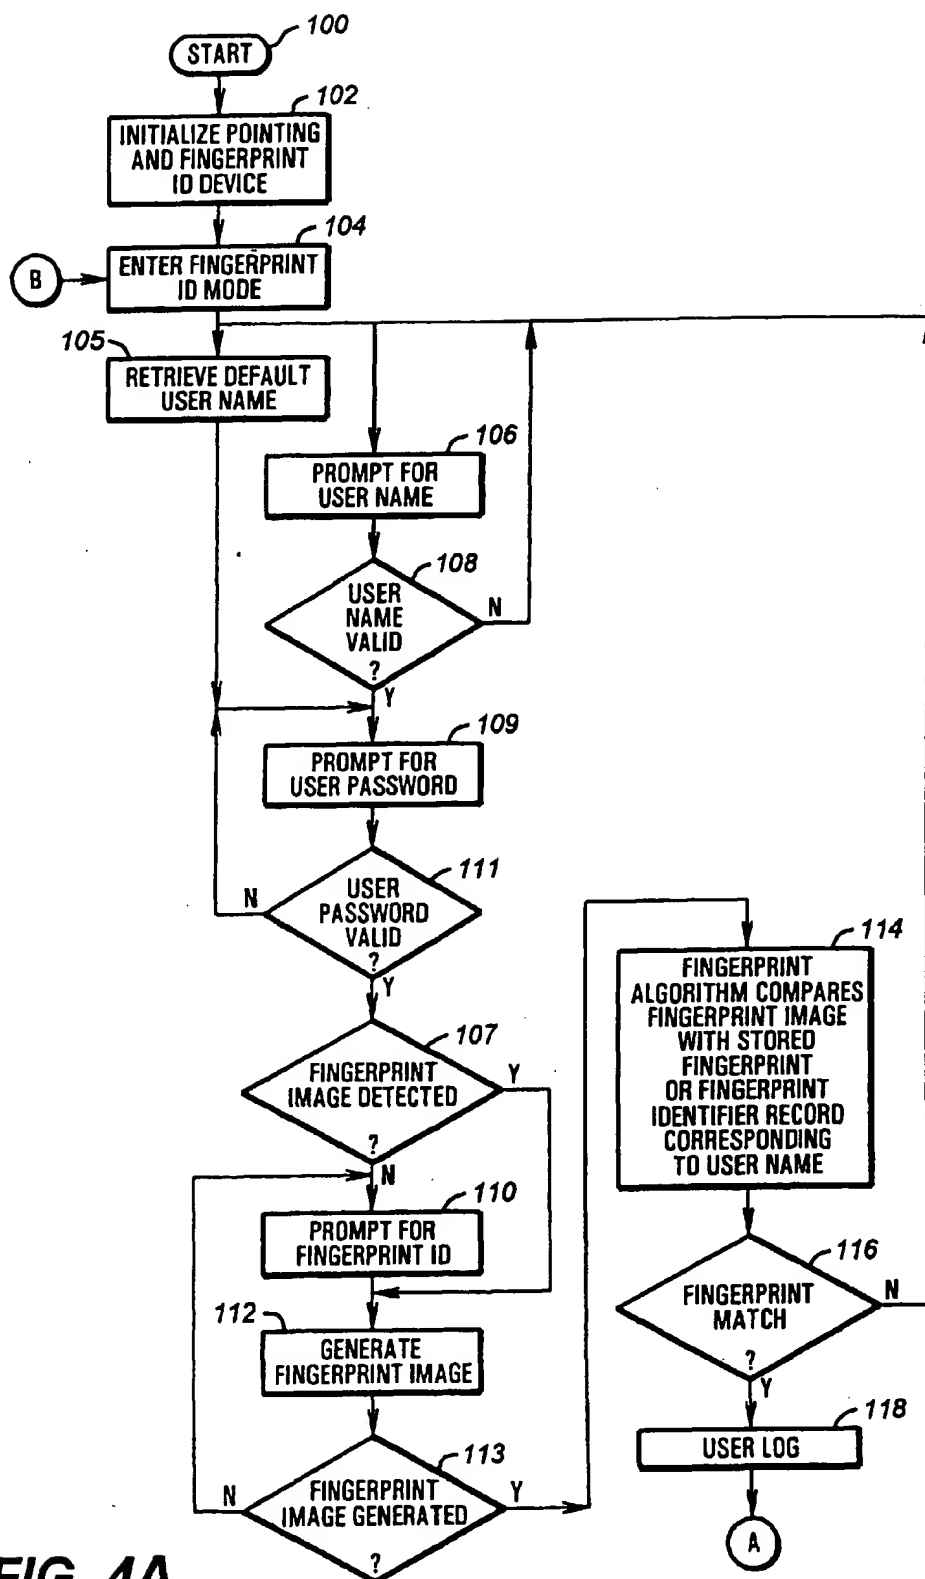 START
100
102
INITIALIZE POINTING
AND FINGERPRINT
ID DEVICE
104
B
ENTER FINGERPRINT
ID MODE
105
RETRIEVE DEFAULT
USER NAME
106
PROMPT FOR
USER NAME
108
USER
NAME
VALID
?
N
Y
109
PROMPT FOR
USER PASSWORD
111
USER
PASSWORD
VALID
?
N
Y
107
FINGERPRINT
IMAGE DETECTED
?
Y
N
110
PROMPT FOR
FINGERPRINT ID
112
GENERATE
FINGERPRINT IMAGE
113
FINGERPRINT
IMAGE GENERATED
?
N
Y
114
FINGERPRINT
ALGORITHM COMPARES
FINGERPRINT IMAGE
WITH STORED
FINGERPRINT
OR FINGERPRINT
IDENTIFIER RECORD
CORRESPONDING
TO USER NAME
116
FINGERPRINT
MATCH
?
N
Y
118
USER LOG
A
FIG. 4A